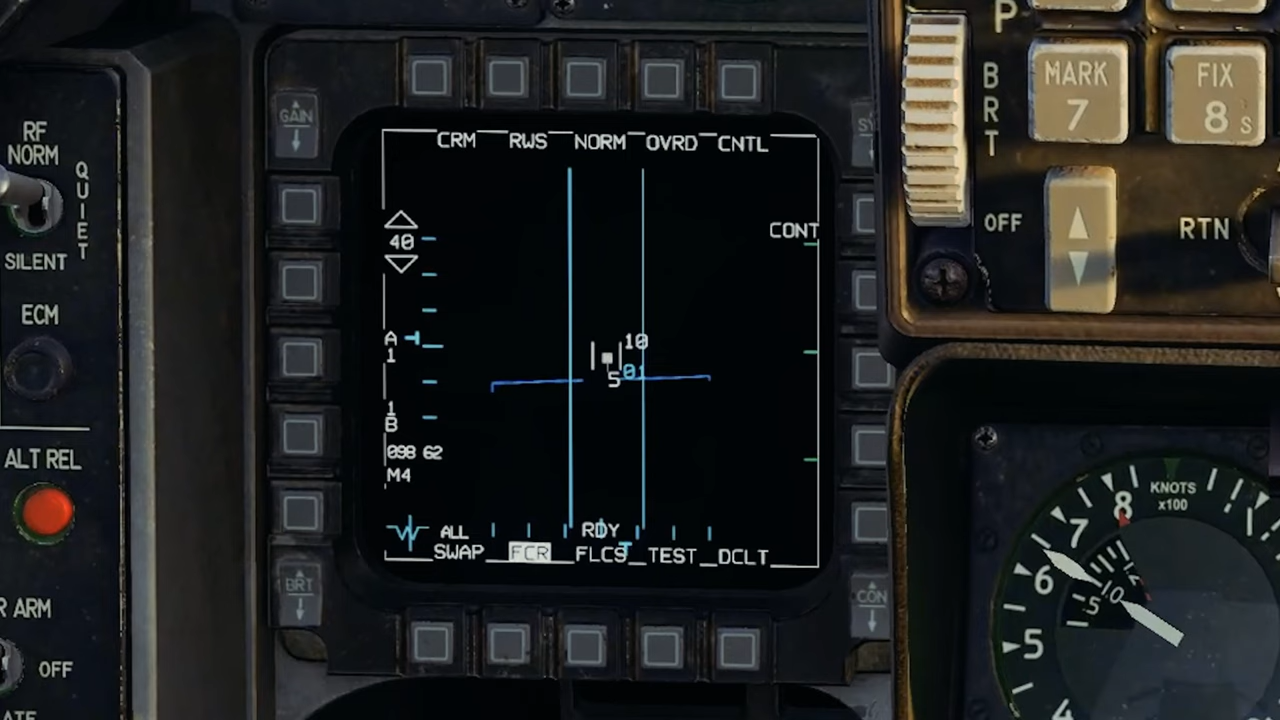 P
RF
NORM
QUIET
SILENT
ECM
ALT REL
R ARM
OFF
GAIN
SY
CRM RWS NORM OVRD CNTL
40
CONT
A
1
10
01
5
1
B
098 62
M4
ALL
RDY
SWAP FCR FLCS TEST DCLT
BRT
CON
BRT
MARK
7
FIX
8 S
OFF
RTN
KNOTS
x100
8
7
6
5
4